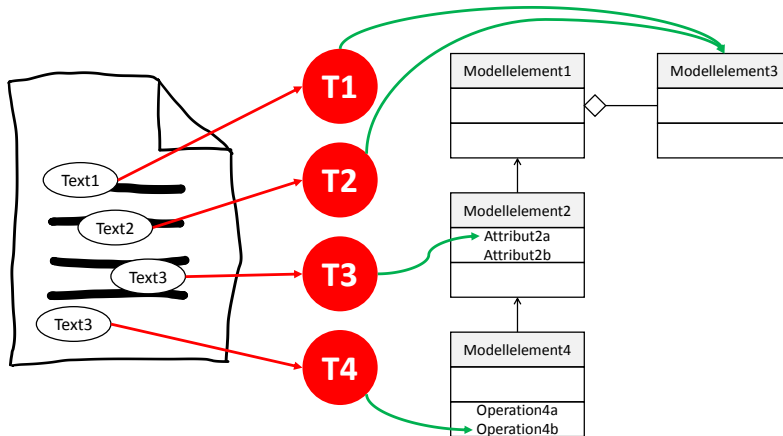 Text1
Text2
Text3
Text3
T1
T2
T3
T4
Modellelement1
Modellelement3
Modellelement2
Attribut2a
Attribut2b
Modellelement4
Operation4a
Operation4b